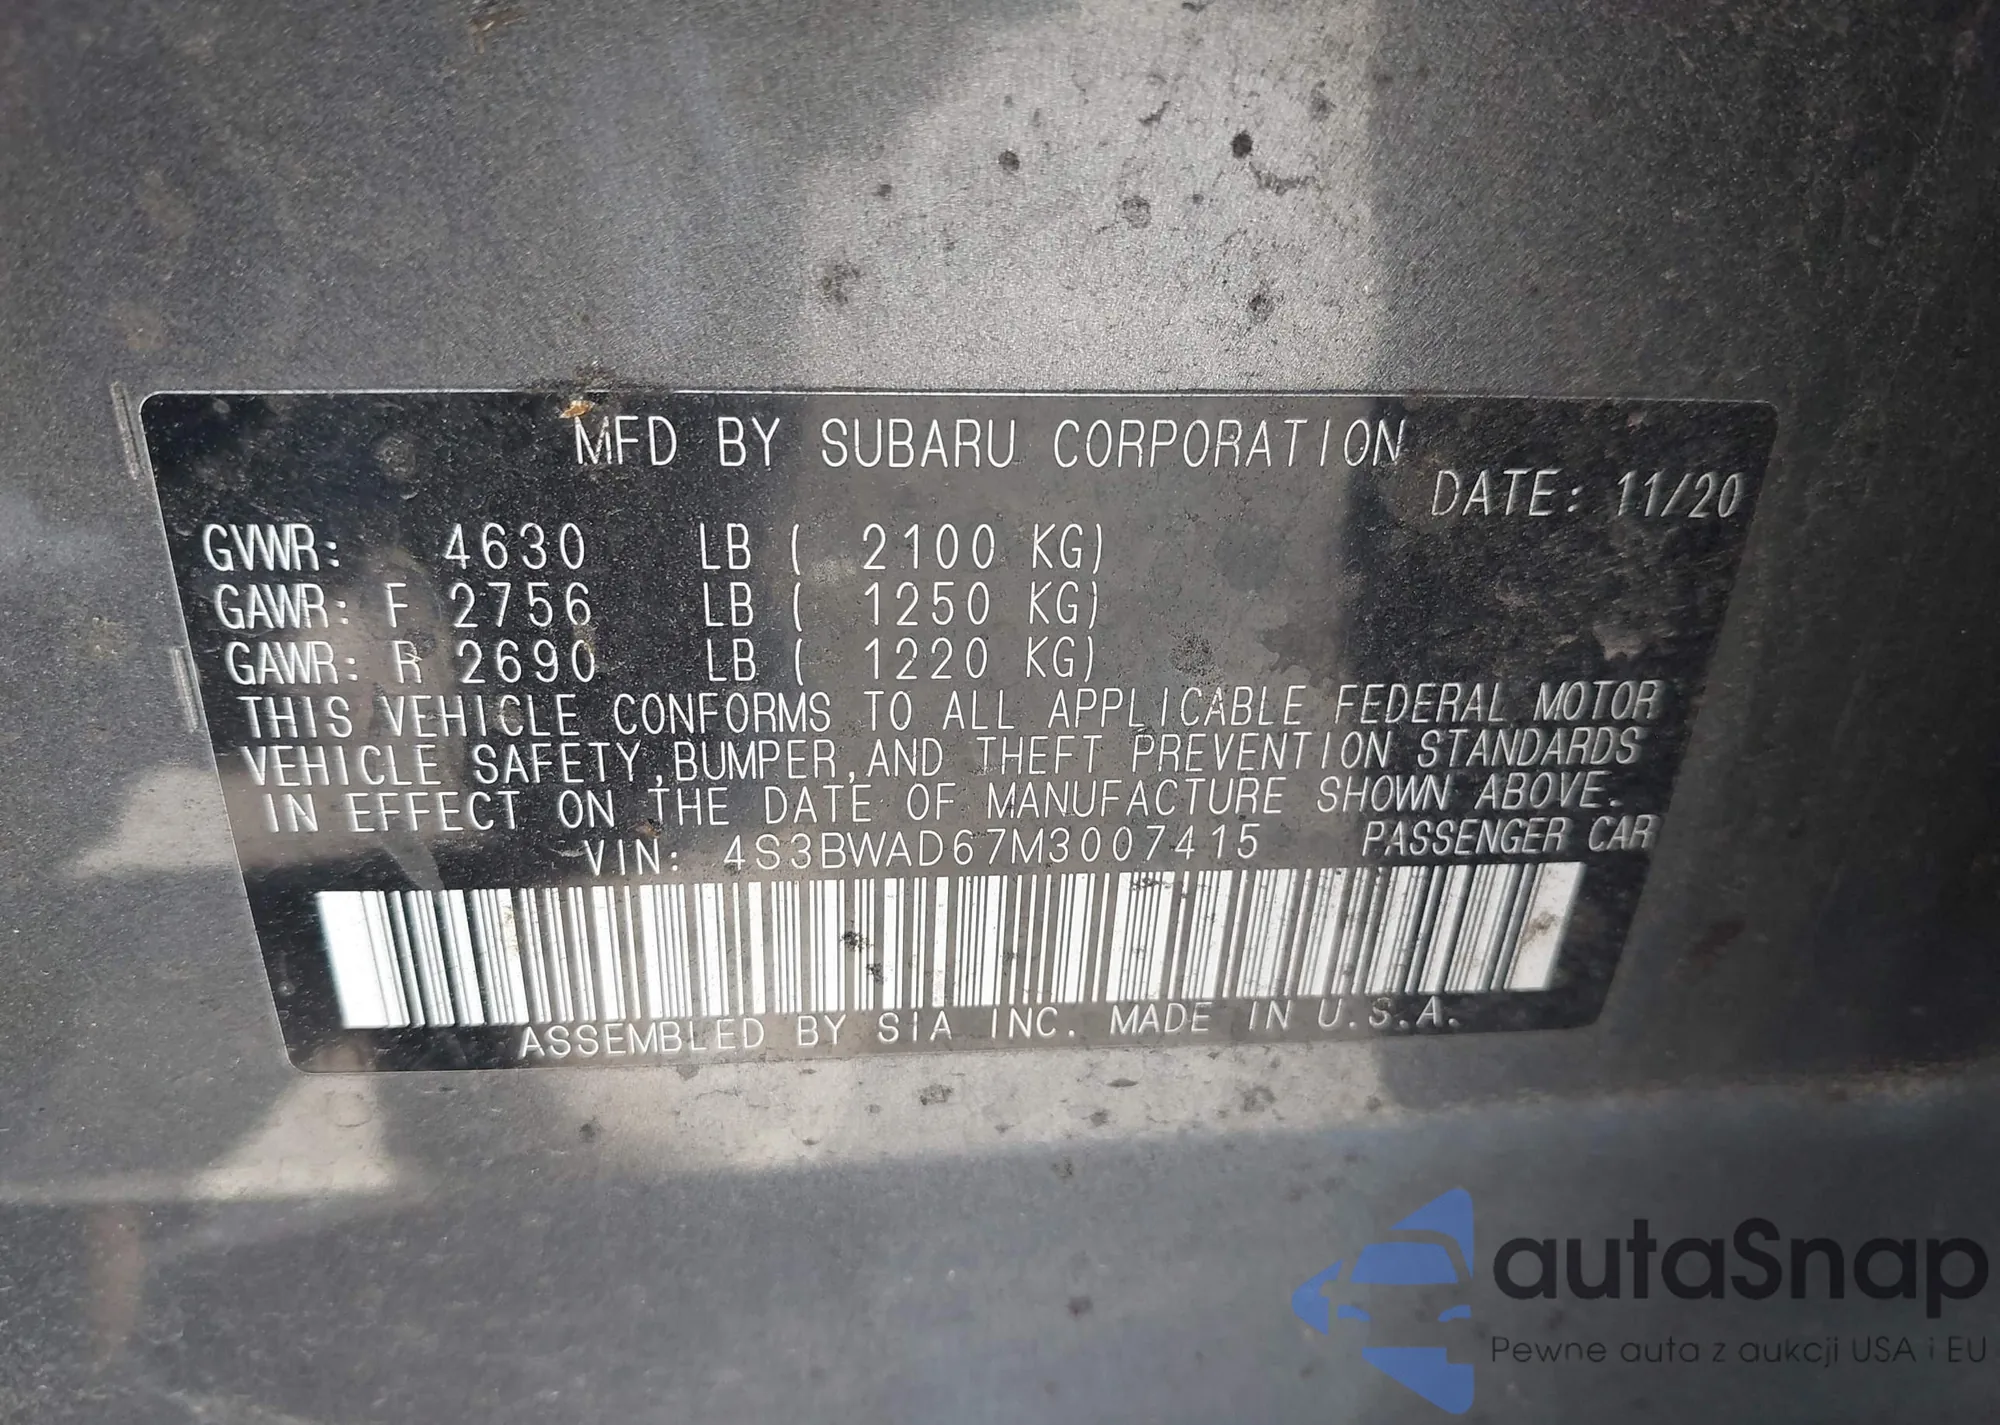 MFD BY SUBARU CORPORATION
DATE: 11/20
GVWR: 4630 LB ( 2100 KG)
GAWR: F 2756 LB ( 1250 KG)
GAWR: R 2690 LB ( 1220 KG)
THIS VEHICLE CONFORMS TO ALL APPLICABLE FEDERAL MOTOR
VEHICLE SAFETY, BUMPER, AND THEFT PREVENTION STANDARDS
IN EFFECT ON THE DATE OF MANUFACTURE SHOWN ABOVE.
VIN: 4S3BWAD67M3007415 PASSENGER CAR
ASSEMBLED BY SIA INC. MADE IN U.S.A.
autaSnap
Pewne auta z aukcji USA i EU